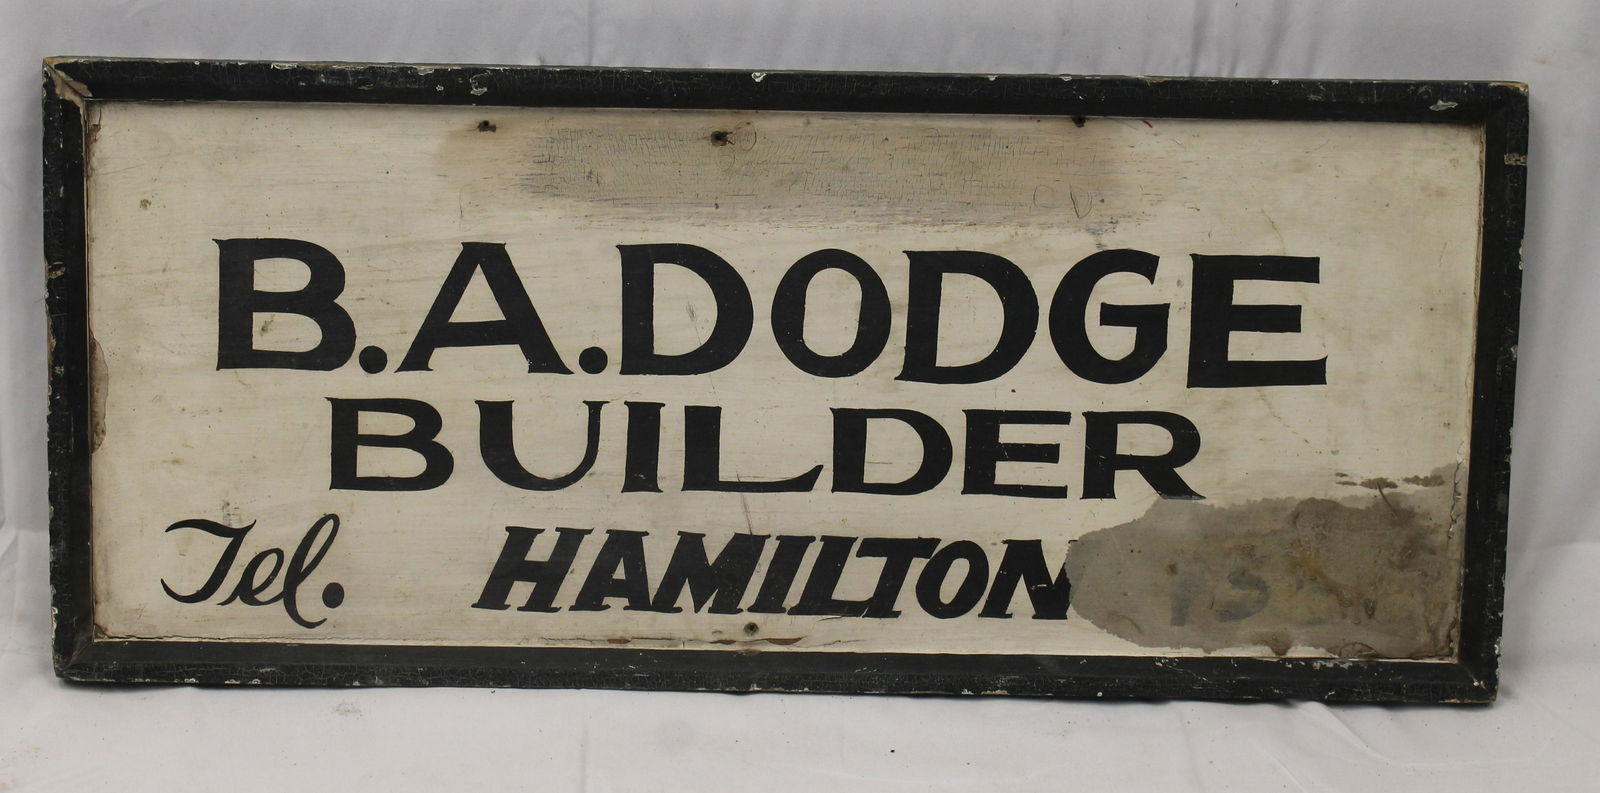 B.A.DODGE
BUILDER
Tel. HAMILTON